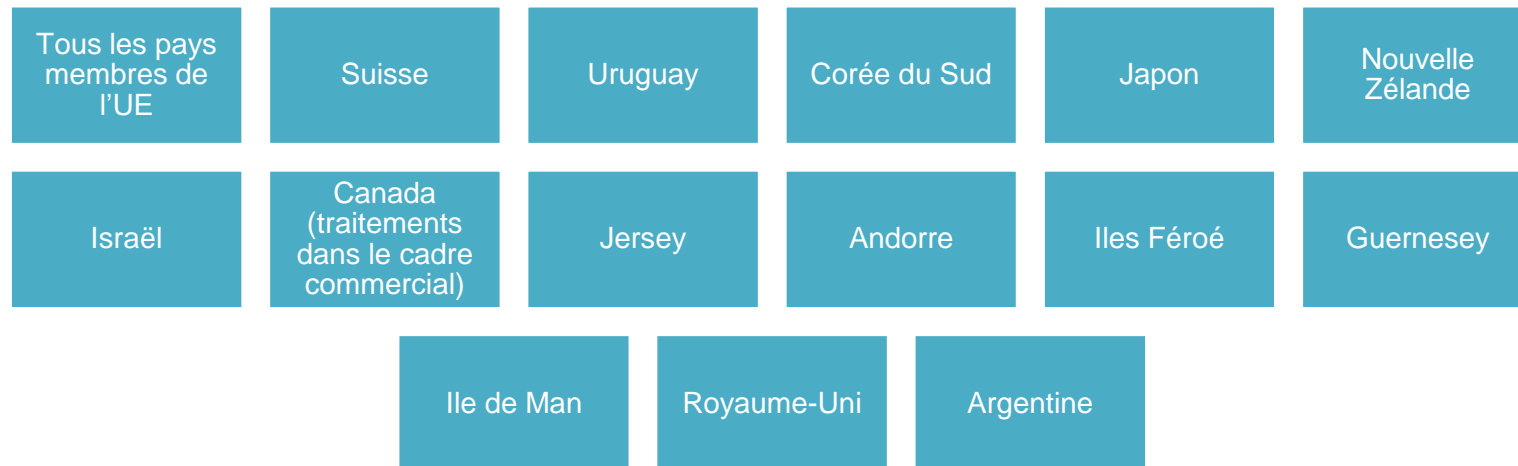 Tous les pays
membres de
l’UE
Suisse
Uruguay
Corée du Sud
Japon
Nouvelle
Zélande
Israël
Canada
(traitements
dans le cadre
commercial)
Jersey
Andorre
Iles Féroé
Guernesey
Ile de Man
Royaume-Uni
Argentine